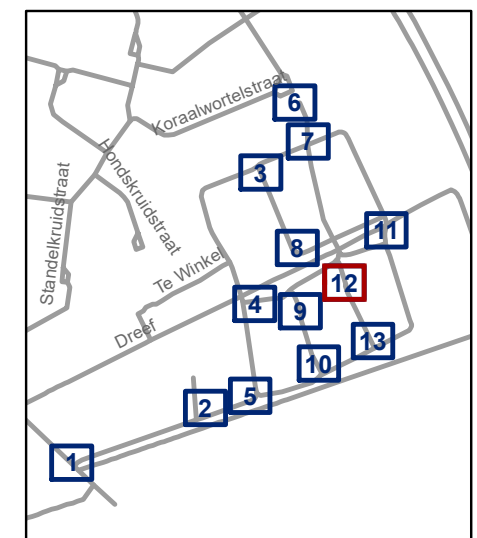 Koraalwortelstraat
6
7
Hondskruidstraat
3
Standelkruidstraat
11
8
Te Winkel
12
4
9
Dreef
13
10
5
2
1